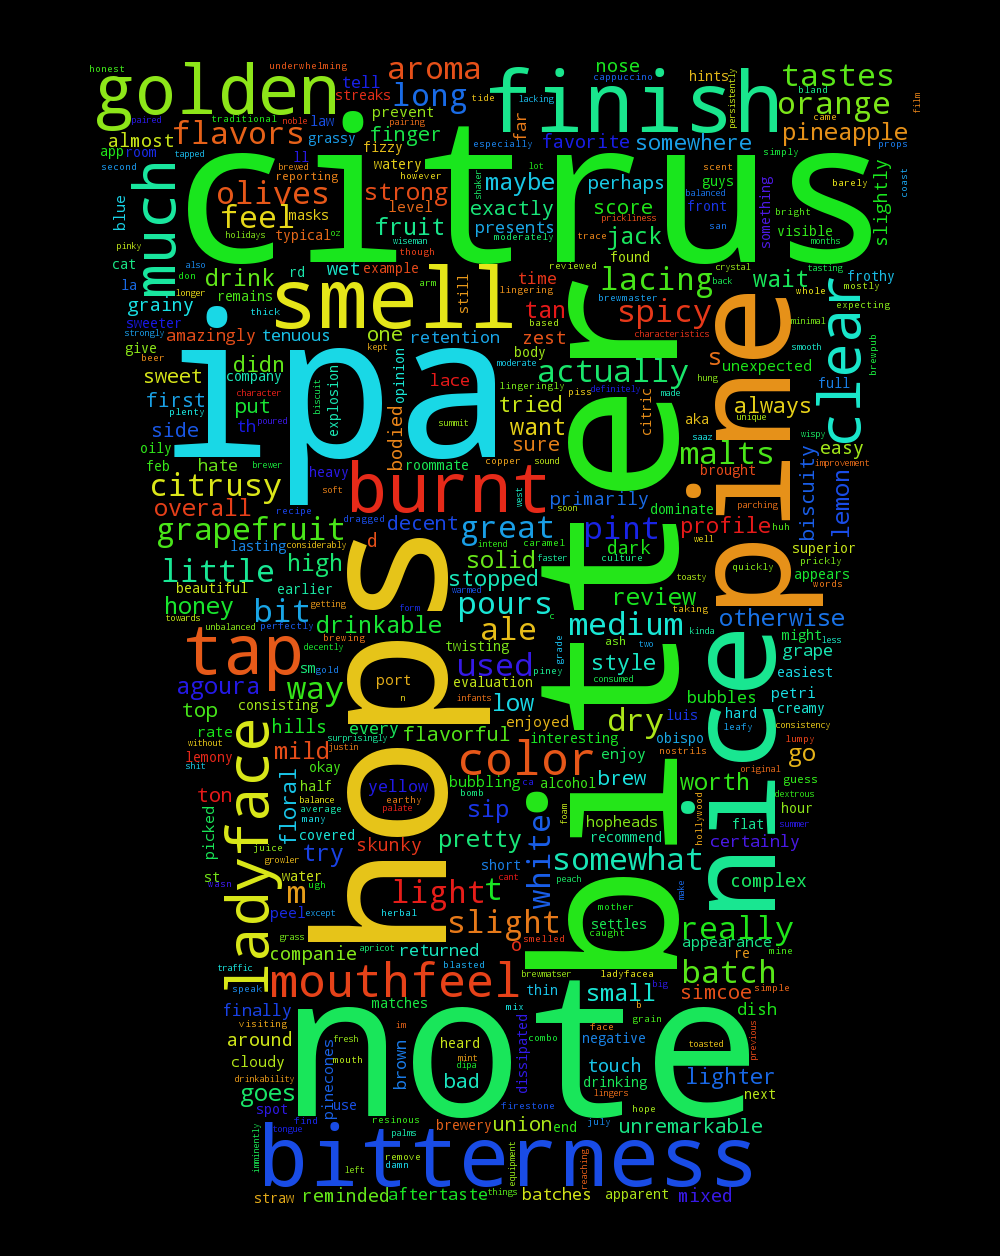 honest
underwhelming
golden
tell
aroma
finish
nose
hints
tastes
cappuccino
streaks
long
tide
lacking
persistently
bland
orange
film
paired
traditional
noble
law
prevent
pairing
far
came
pineapple
almost
flavors
grassy
finger
especially
favorite
somewhere
props
app
room
tapped
ll
fizzy
simply
second
brewed
watery
lot
scent
barely
coast
citrus
reporting
however
shaker
maybe
perhaps
guys
balanced
something
slightly
much
blue
olives
masks
strong
level
exactly
score
prickliness
front
bright
feel
typical
oz
fruit
presents
trace
jack
san
visible
months
pinky
holidays
wiseman
moderately
though
found
cat
also
rd
wet
example
still
lingering
reviewed
time
lacing
crystal
back
wait
tasting
frothy
la
don
drink
arm
brewmaster
whole
mostly
longer
remains
smell
tan
spicy
expecting
grainy
thick
based
clear
sweeter
minimal
strongly
amazingly
tenuous
one
retention
zest
characteristics
s
smooth
brewpub
give
kept
body
unexpected
beer
didn
ipa
opinion
moderate
actually
hung
sweet
company
lace
lingeringly
piss
definitely
made
full
first
character
biscuit
explosion
tried
citric
aka
always
plenty
put
summit
want
unique
side
th
poured
bodied
sure
saaz
wispy
oily
copper
sound
malts
easy
feb
hate
brewer
heavy
roommate
brought
improvement
citrusy
soft
burnt
west
primarily
parching
biscuity
lemon
overall
recipe
dragged
decent
soon
dominate
grapefruit
d
great
pint
profile
huh
lasting
considerably
intend
caramel
dark
well
superior
little
high
hops
solid
faster
culture
quickly
prickly
beautiful
earlier
stopped
warmed
toasty
appears
honey
getting
form
pours
c
review
taking
words
towards
bit
drinkable
bitter
pine
otherwise
unbalanced
perfectly
ale
medium
kinda
might
less
tap
brewing
twisting
ash
two
grape
decently
grade
style
sm
gold
port
used
piney
easiest
agoura
way
evaluation
consumed
petri
consisting
n
infants
low
bubbles
creamy
top
enjoyed
dry
luis
hard
leafy
rate
hills
every
flavorful
interesting
obispo
consistency
without
surprisingly
nice
lumpy
lemony
mild
justin
color
enjoy
nostrils
go
shit
okay
original
ladyface
floral
half
yellow
bubbling
ca
alcohol
brew
worth
guess
ton
balance
earthy
bomb
dextrous
average
palate
sip
foam
hollywood
hour
picked
many
white
hopheads
flat
summer
covered
skunky
pretty
recommend
certainly
juice
try
growler
short
somewhat
st
water
cant
peach
complex
wasn
m
ugh
light
t
make
peel
except
herbal
slight
mother
settles
really
grass
o
smelled
caught
appearance
companie
apricot
returned
re
mine
traffic
blasted
brewmatser
ladyfacea
batch
speak
mouthfeel
thin
small
big
simcoe
simple
finally
matches
mix
b
dish
visiting
im
grain
around
fresh
heard
dissipated
combo
face
negative
previous
toasted
cloudy
mouth
brown
mint
dipa
note
touch
drinkability
pinecones
bad
drinking
lighter
goes
lingers
next
spot
use
firestone
hope
find
resinous
brewery
union
end
july
unremarkable
imminently
tongue
palms
bitterness
remove
damn
left
equipment
reaching
straw
reminded
aftertaste
things
batches
apparent
mixed